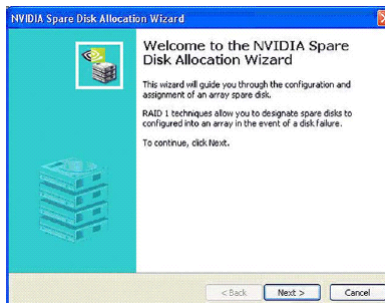 NVIDIA Spare Disk Allocation Wizard
Welcome to the NVIDIA Spare
Disk Allocation Wizard
This wizard will guide you through the configuration and
assignment of an array spare disk.
RAID 1 techniques allow you to designate spare disks to
configured into an array in the event of a disk failure.
To continue, click Next.
< Back
Next >
Cancel